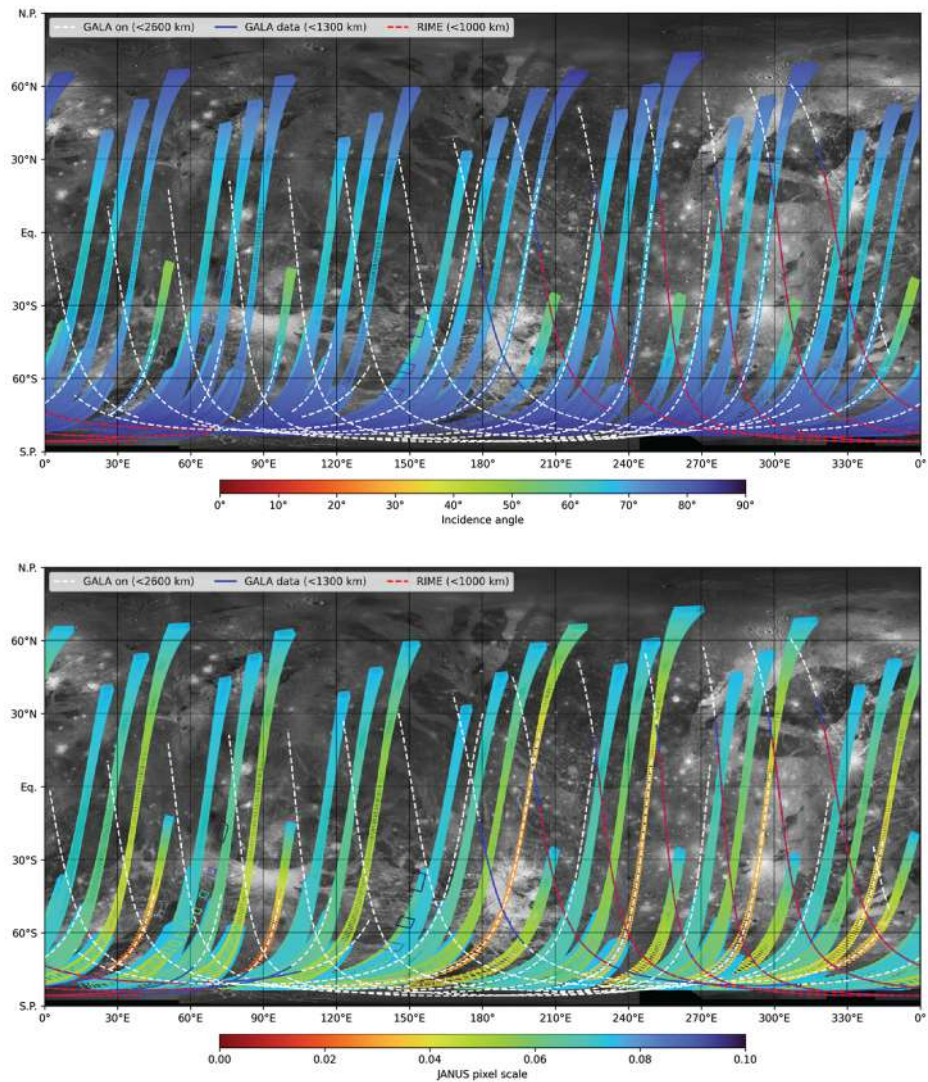 GALA on (<2600 km) GALA data (<1300 km) RIME (<1000 km)
N.P.
60°N
30°N
Eq.
30°S
60°S
S.P.
0° 30°E 60°E 90°E 120°E 150°E 180° 210°E 240°E 270°E 300°E 330°E 0°
0° 10° 20° 30° 40° 50° 60° 70° 80° 90°
Incidence angle
GALA on (<2600 km) GALA data (<1300 km) RIME (<1000 km)
N.P.
60°N
30°N
Eq.
30°S
60°S
S.P.
0° 30°E 60°E 90°E 120°E 150°E 180° 210°E 240°E 270°E 300°E 330°E 0°
0.00 0.02 0.04 0.06 0.08 0.10
JANUS pixel scale